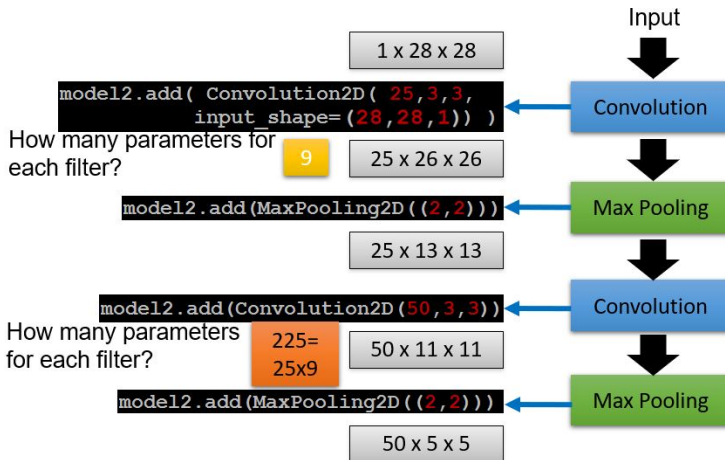 Input
1 x 28 x 28
model2.add( Convolution2D( 25,3,3,
input_shape=(28,28,1)) )
Convolution
How many parameters for
each filter?
9
25 x 26 x 26
model2.add(MaxPooling2D((2,2)))
Max Pooling
25 x 13 x 13
model2.add(Convolution2D(50,3,3))
Convolution
How many parameters
for each filter?
225=
25x9
50 x 11 x 11
model2.add(MaxPooling2D((2,2)))
Max Pooling
50 x 5 x 5